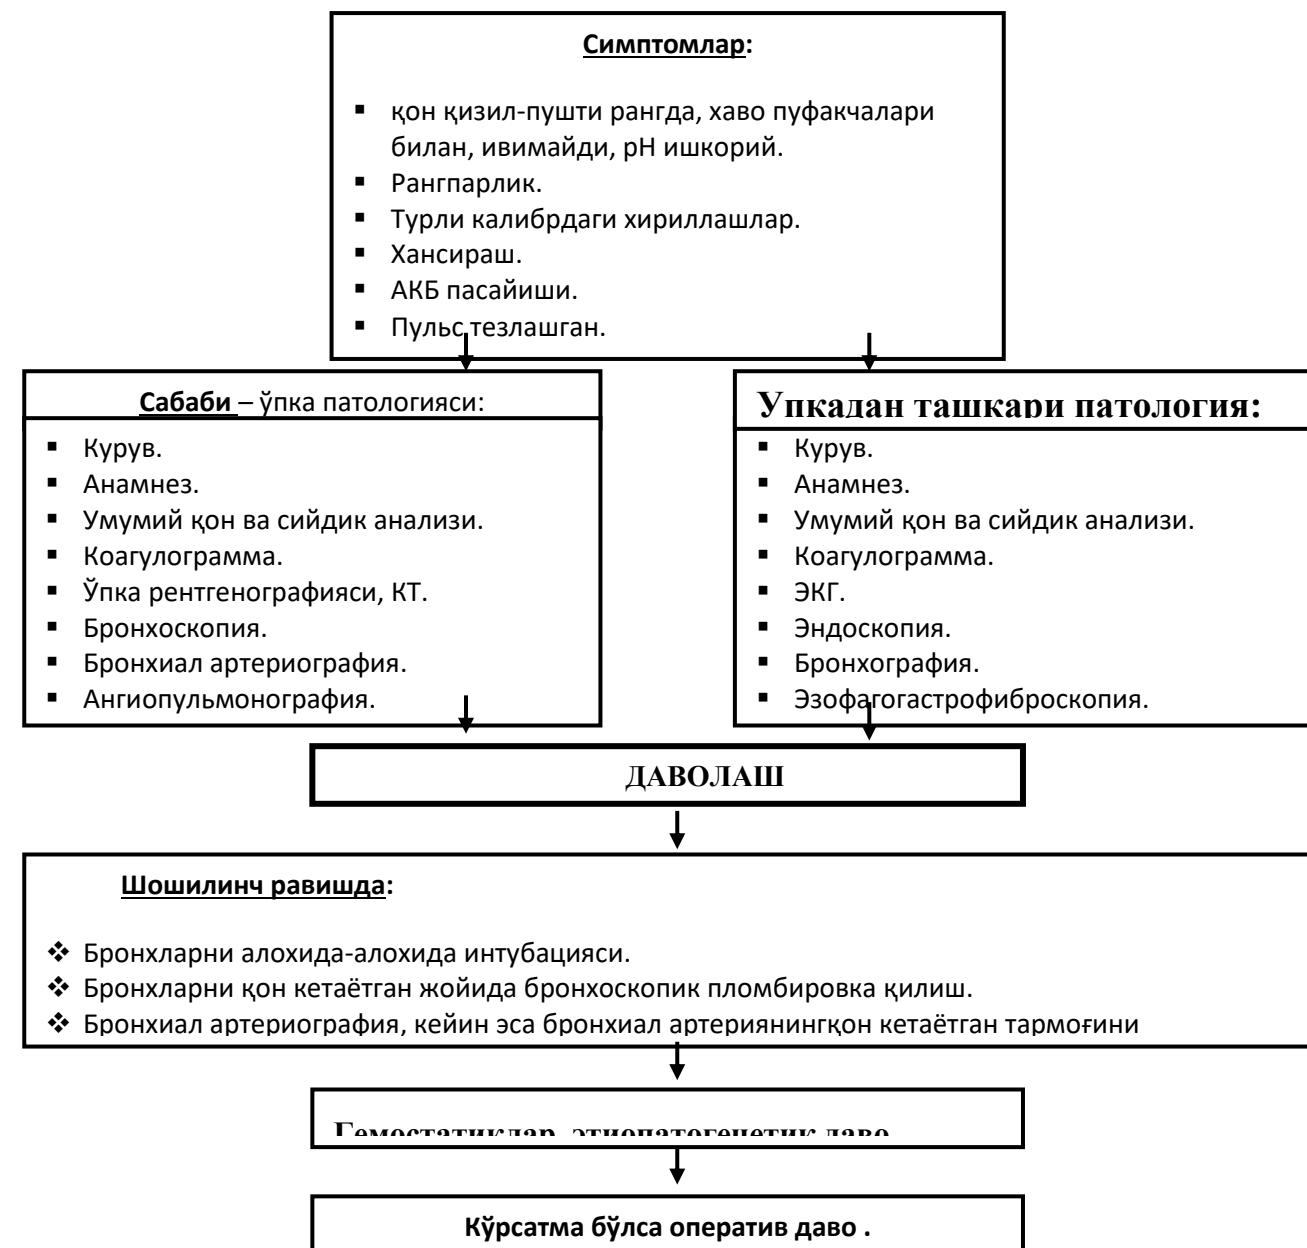 Симптомлар:
қон қизил-пушти рангда, хаво пуфакчалари
билан, ивимайди, рН ишкорий.
Рангпарлик.
Турли калибрдаги хириллашлар.
Хансираш.
АКБ пасайиши.
Пульс тезлашган.
Сабаби – ўпка патологияси:
Курув.
Анамнез.
Умумий қон ва сийдик анализи.
Коагулограмма.
Ўпка рентгенографияси, КТ.
Бронхоскопия.
Бронхиал артериография.
Ангиопульмонография.
Упкадан ташкари патология:
Курув.
Анамнез.
Умумий қон ва сийдик анализи.
Коагулограмма.
ЭКГ.
Эндоскопия.
Бронхография.
Эзофагогастрофиброскопия.
ДАВОЛАШ
Шошилинч равишда:
Бронхларни алохида-алохида интубацияси.
Бронхларни қон кетаётган жойида бронхоскопик пломбировка қилиш.
Бронхиал артериография, кейин эса бронхиал артериянингқон кетаётган тармоғини
Гемостатиклар, этиопатогенетик даво
Кўрсатма бўлса оператив даво .